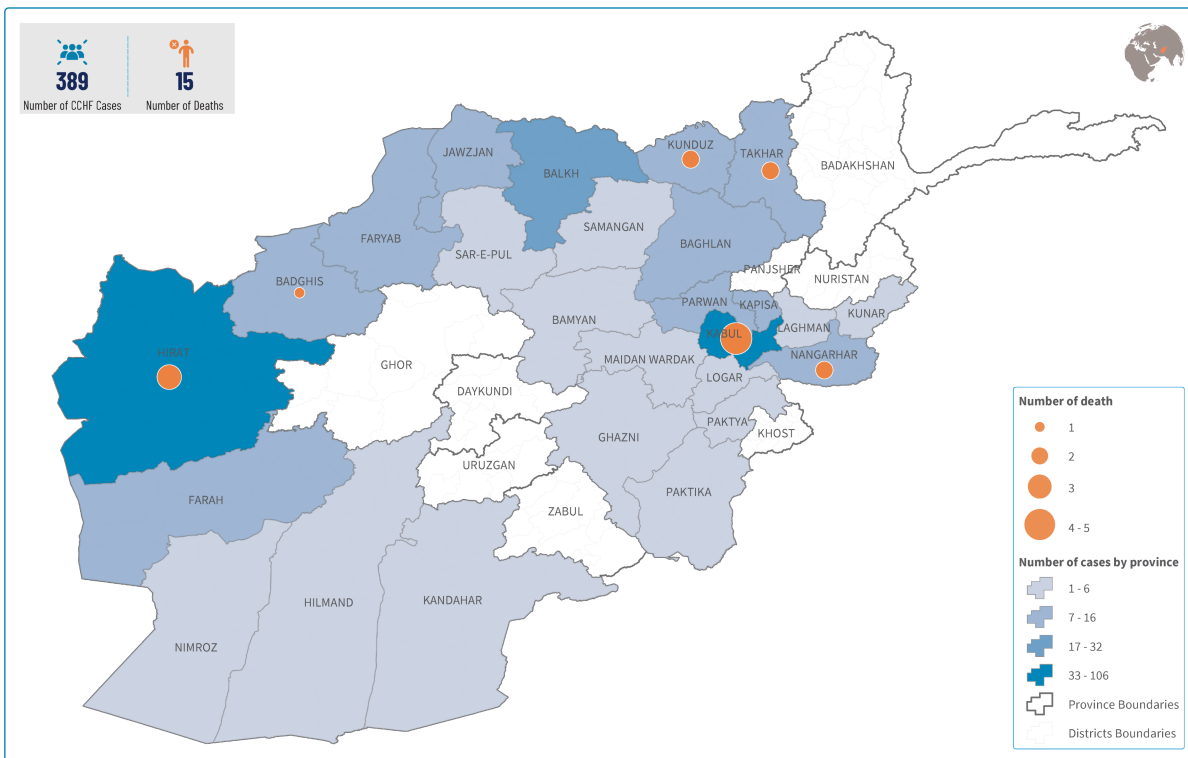 389
Number of CCHF Cases
15
Number of Deaths
JAWZJAN
BALKH
KUNDUZ
TAKHAR
BADAKHSHAN
FARYAB
SAR-E-PUL
SAMANGAN
BAGHLAN
BADGHIS
PANJSHER
NURISTAN
PARWAN
KAPISA
KUNAR
BAMYAN
KABUL
LAGHMAN
HIRAT
GHOR
MAIDAN WARDAK
NANGARHAR
LOGAR
DAYKUNDI
PAKTYA
KHOST
GHAZNI
URUZGAN
PAKTIKA
FARAH
ZABUL
HILMAND
KANDAHAR
NIMROZ
Number of death
1
2
3
4 - 5
Number of cases by province
1 - 6
7 - 16
17 - 32
33 - 106
Province Boundaries
Districts Boundaries